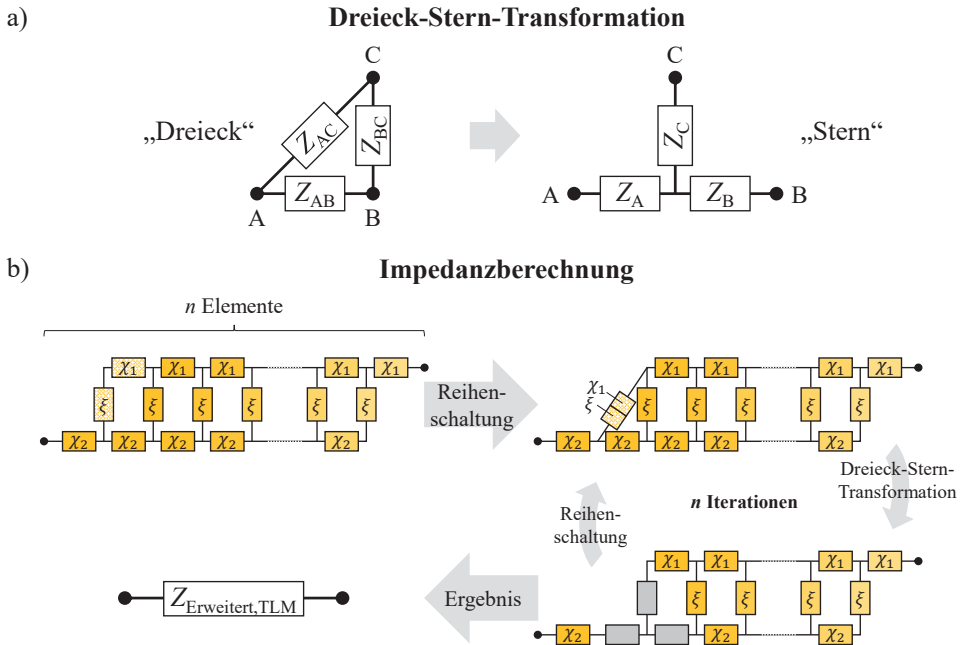 a)
Dreieck-Stern-Transformation
C
„Dreieck“
Z_AC
Z_BC
Z_AB
A
B
C
„Stern“
Z_C
A
Z_A
Z_B
B
b)
Impedanzberechnung
n Elemente
χ₁ χ₁ χ₁ χ₁ χ₁
ξ ξ ξ ξ ξ ξ
χ₂ χ₂ χ₂ χ₂ χ₂
Reihen-
schaltung
χ₁ χ₁ χ₁ χ₁
χ₁
ξ
ξ ξ ξ ξ ξ
χ₂ χ₂ χ₂ χ₂ χ₂
Dreieck-Stern-
Transformation
n Iterationen
Reihen-
schaltung
χ₁ χ₁ χ₁ χ₁
ξ ξ ξ ξ
χ₂ χ₂ χ₂
Ergebnis
Z_Erweitert,TLM